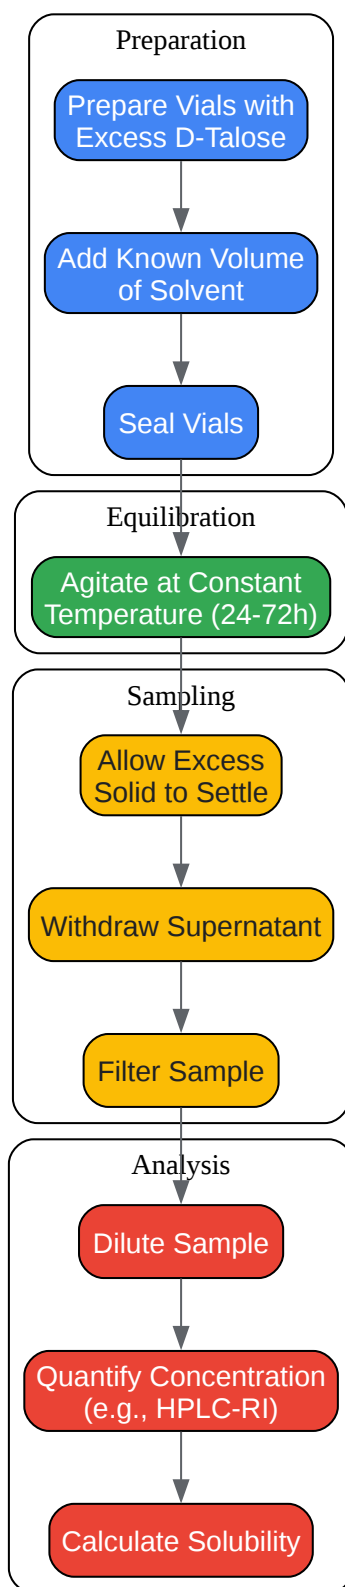 Preparation
Prepare Vials with
Excess D-Talose
Add Known Volume
of Solvent
Seal Vials
Equilibration
Agitate at Constant
Temperature (24-72h)
Sampling
Allow Excess
Solid to Settle
Withdraw Supernatant
Filter Sample
Analysis
Dilute Sample
Quantify Concentration
(e.g., HPLC-RI)
Calculate Solubility